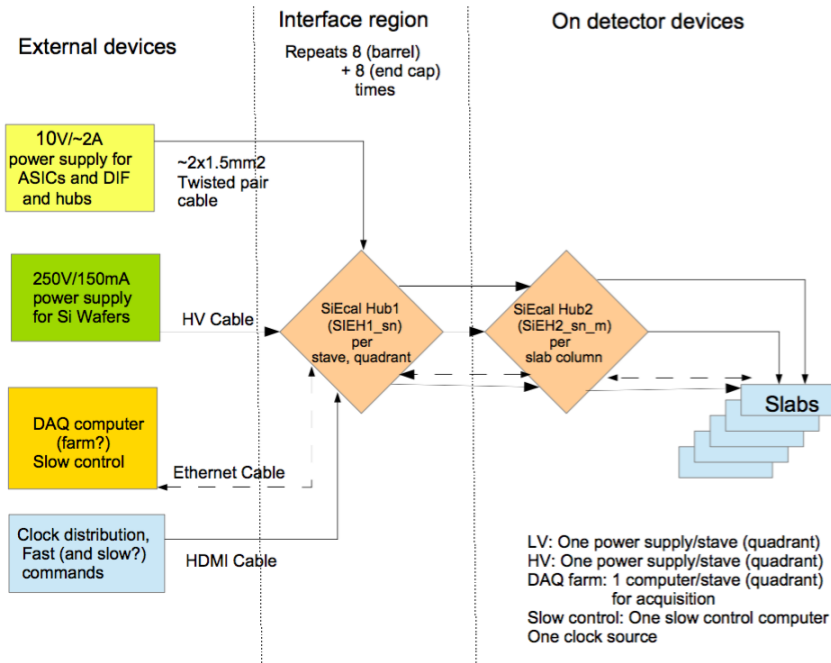 External devices
Interface region
Repeats 8 (barrel)
+ 8 (end cap)
times
On detector devices
10V/~2A
power supply for
ASICs and DIF
and hubs
~2x1.5mm2
Twisted pair
cable
250V/150mA
power supply
for Si Wafers
HV Cable
SiEcal Hub1
(SIEH1_sn)
per
stave, quadrant
SiEcal Hub2
(SiEH2_sn_m)
per
slab column
Slabs
DAQ computer
(farm?)
Slow control
Ethernet Cable
Clock distribution,
Fast (and slow?)
commands
HDMI Cable
LV: One power supply/stave (quadrant)
HV: One power supply/stave (quadrant)
DAQ farm: 1 computer/stave (quadrant)
for acquisition
Slow control: One slow control computer
One clock source